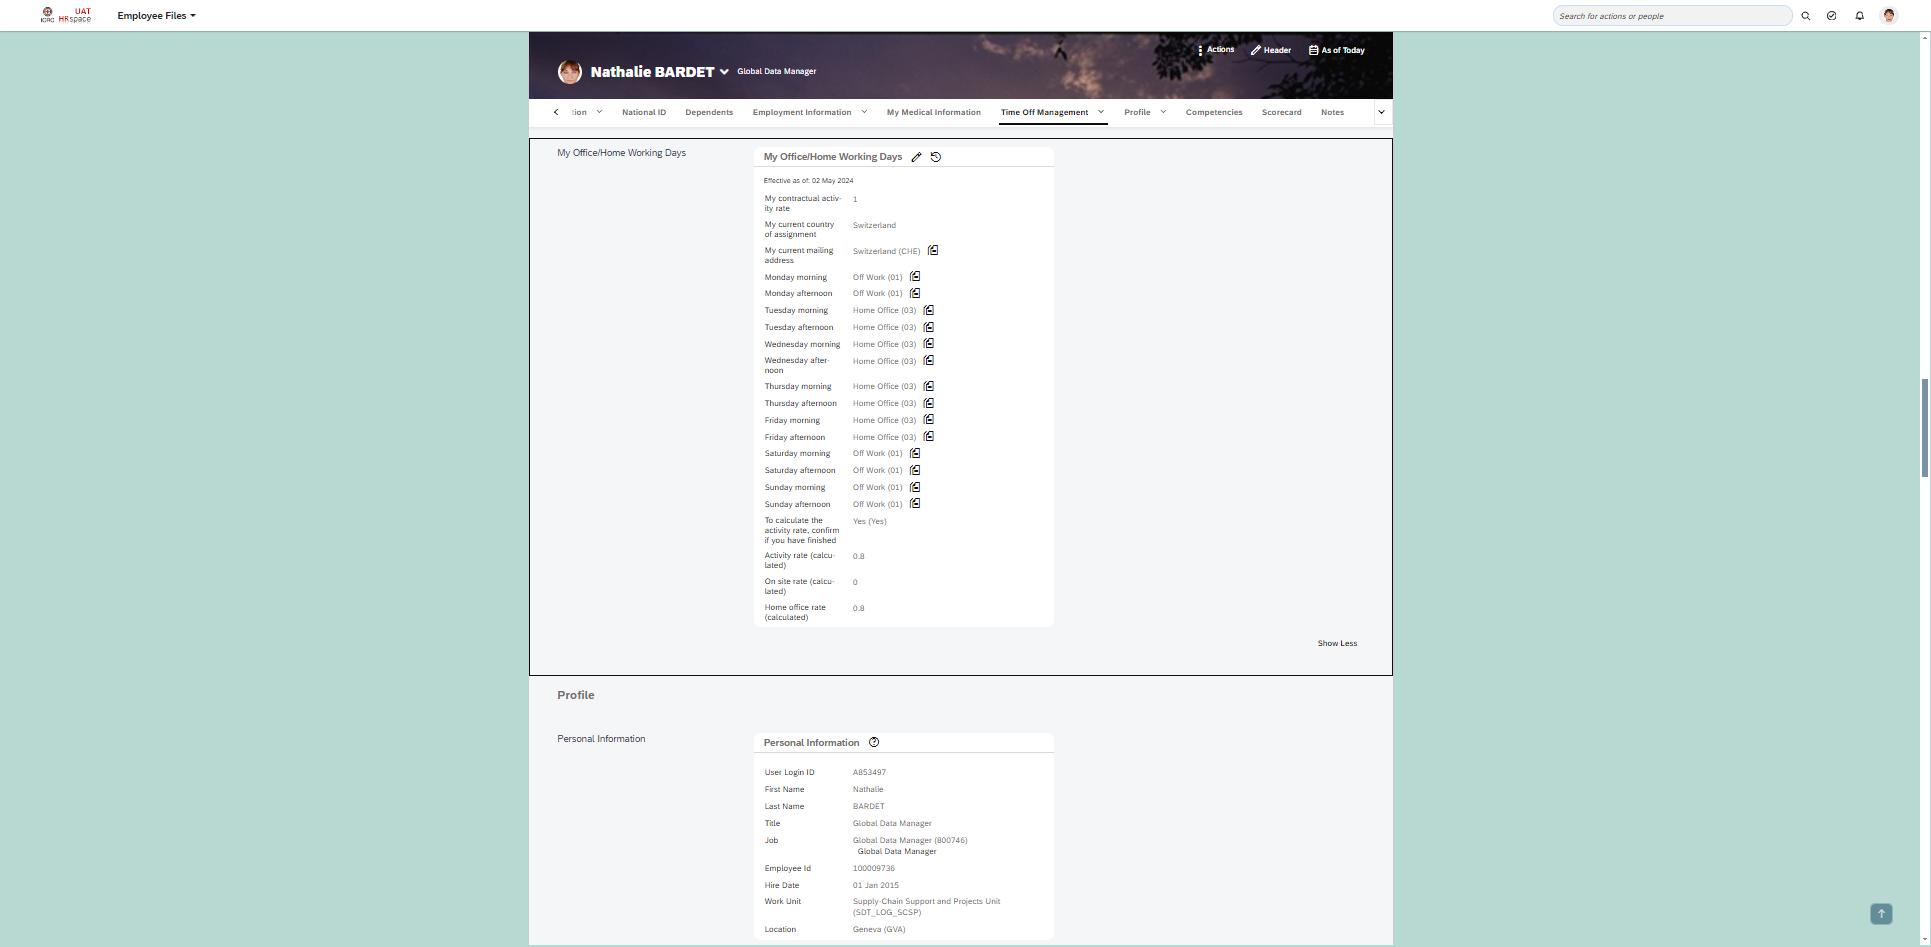 ICRC UAT HRspace
Employee Files
Search for actions or people
Actions
Header
As of Today
Nathalie BARDET
Global Data Manager
tion
National ID
Dependents
Employment Information
My Medical Information
Time Off Management
Profile
Competencies
Scorecard
Notes
My Office/Home Working Days
My Office/Home Working Days
Effective as of: 02 May 2024
My contractual activ-
ity rate
1
My current country
of assignment
Switzerland
My current mailing
address
Switzerland (CHE)
Monday morning
Off Work (01)
Monday afternoon
Off Work (01)
Tuesday morning
Home Office (03)
Tuesday afternoon
Home Office (03)
Wednesday morning
Home Office (03)
Wednesday after-
noon
Home Office (03)
Thursday morning
Home Office (03)
Thursday afternoon
Home Office (03)
Friday morning
Home Office (03)
Friday afternoon
Home Office (03)
Saturday morning
Off Work (01)
Saturday afternoon
Off Work (01)
Sunday morning
Off Work (01)
Sunday afternoon
Off Work (01)
To calculate the
activity rate, confirm
if you have finished
Yes (Yes)
Activity rate (calcu-
lated)
0.8
On site rate (calcu-
lated)
0
Home office rate
(calculated)
0.8
Show Less
Profile
Personal Information
Personal Information
User Login ID
A853497
First Name
Nathalie
Last Name
BARDET
Title
Global Data Manager
Job
Global Data Manager (800746)
Global Data Manager
Employee Id
100009736
Hire Date
01 Jan 2015
Work Unit
Supply-Chain Support and Projects Unit
(SDT_LOG_SCSP)
Location
Geneva (GVA)